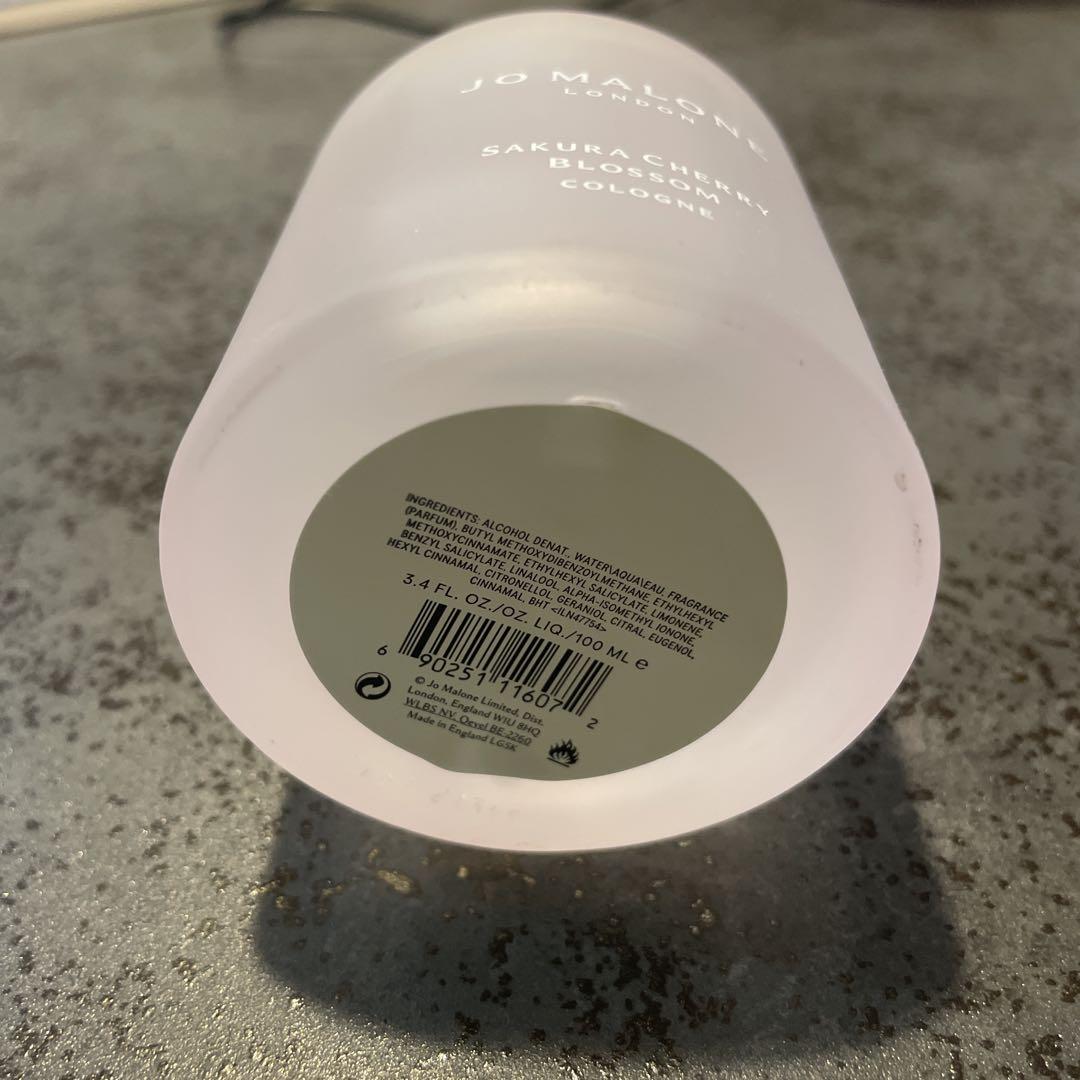 JO MALONE
LONDON
SAKURA CHERRY
BLOSSOM
COLOGNE
INGREDIENTS: ALCOHOL DENAT., WATER\AQUA\EAU, FRAGRANCE
(PARFUM), BUTYL METHOXYDIBENZOYLMETHANE, ETHYLHEXYL
METHOXYCINNAMATE, ETHYLHEXYL SALICYLATE, LIMONENE,
BENZYL SALICYLATE, LINALOOL, ALPHA-ISOMETHYL IONONE,
HEXYL CINNAMAL, CITRONELLOL, GERANIOL, CITRAL, EUGENOL,
CINNAMAL, BHT <ILN47754>
3.4 FL. OZ./OZ. LIQ./100 ML ℮
6 90251 11607 2
© Jo Malone Limited, Dist.
London, England W1U 8HQ
WLBS NV, Oevel BE-2260
Made in England LG5K